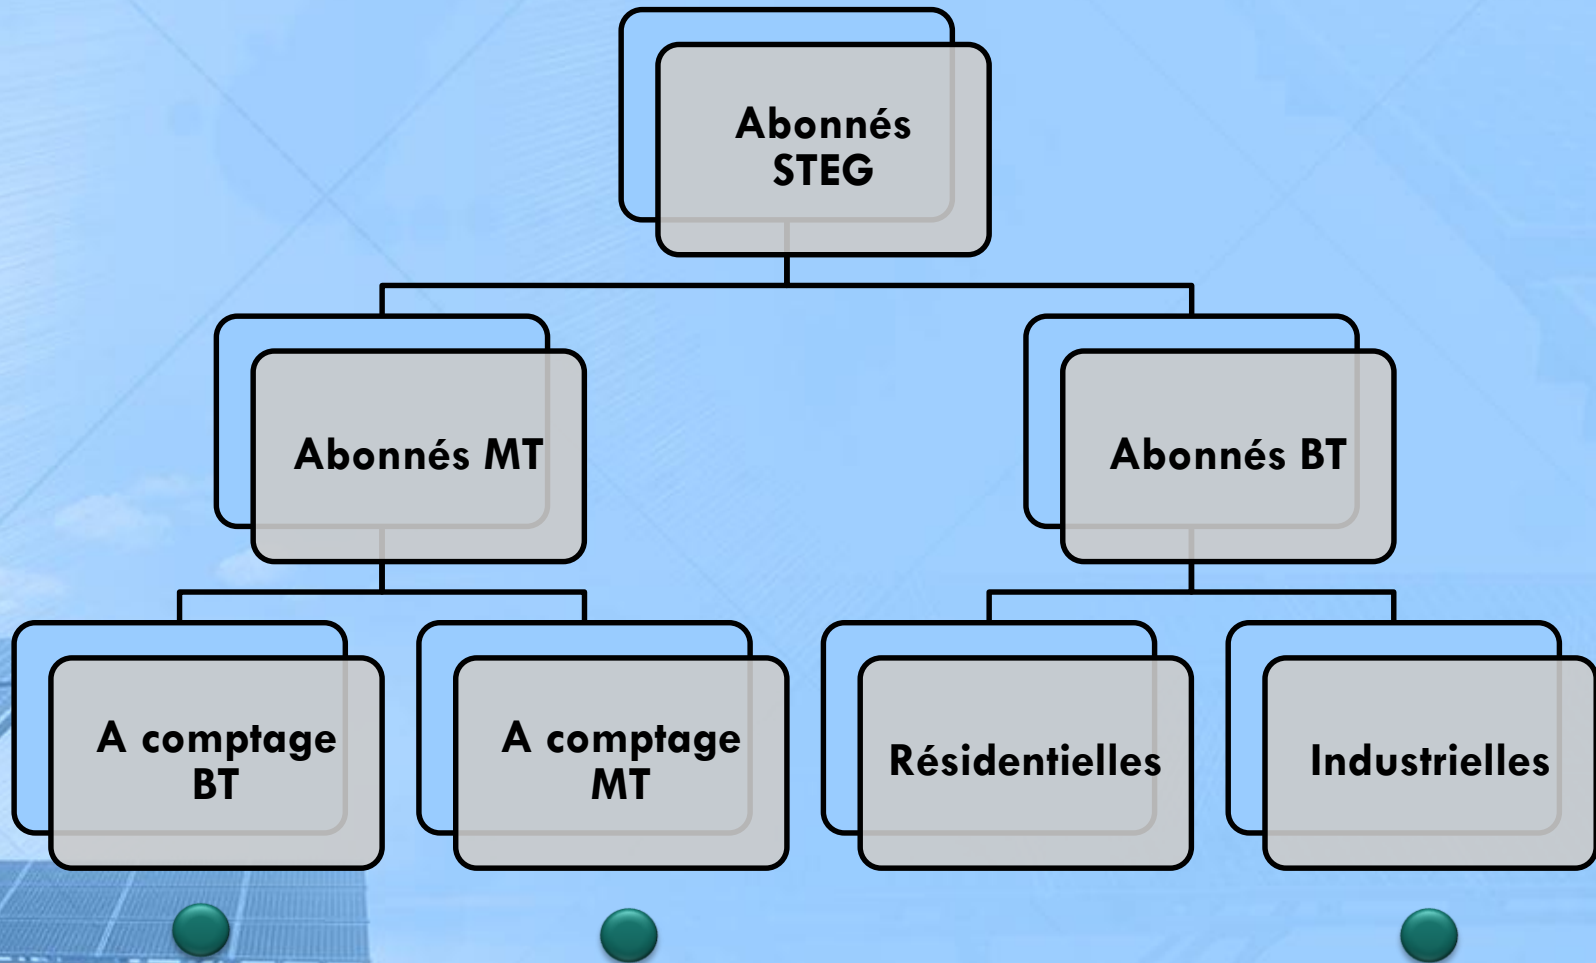 Abonnés
STEG
Abonnés MT
Abonnés BT
A comptage
BT
A comptage
MT
Résidentielles
Industrielles